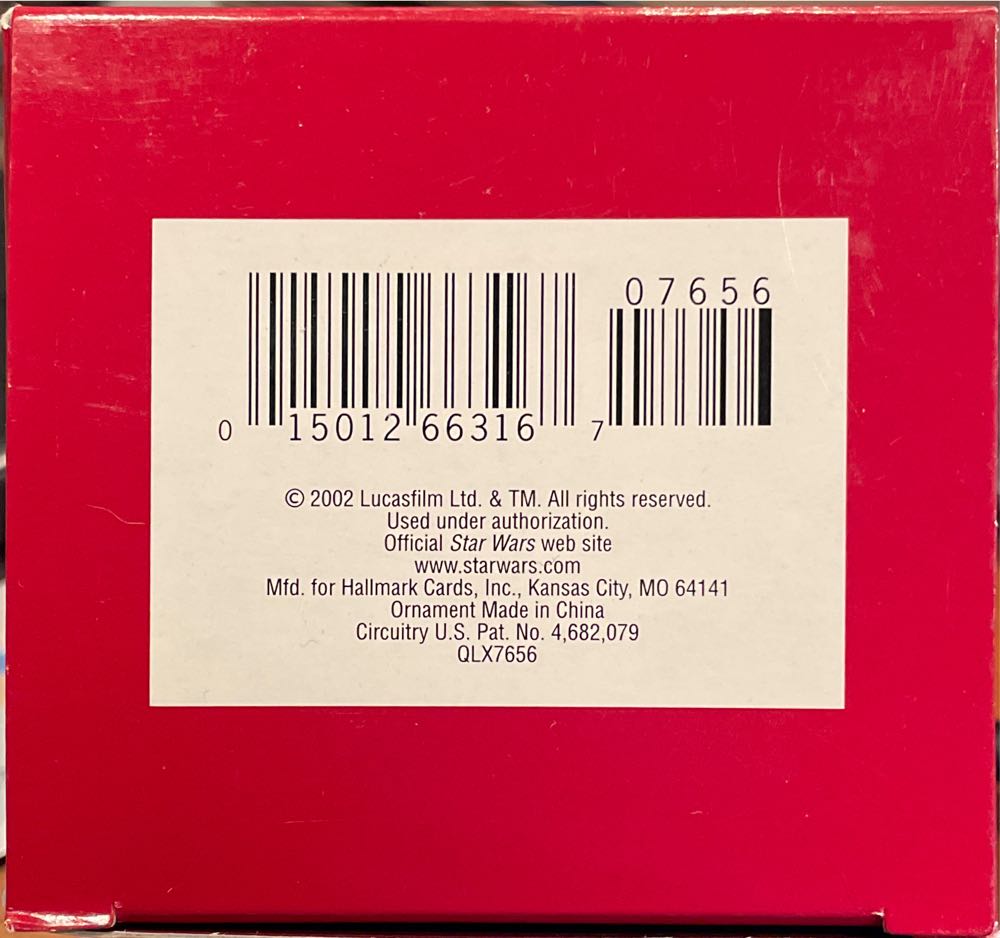 07656
0 15012 66316 7
© 2002 Lucasfilm Ltd. & TM. All rights reserved.
Used under authorization.
Official Star Wars web site
www.starwars.com
Mfd. for Hallmark Cards, Inc., Kansas City, MO 64141
Ornament Made in China
Circuitry U.S. Pat. No. 4,682,079
QLX7656